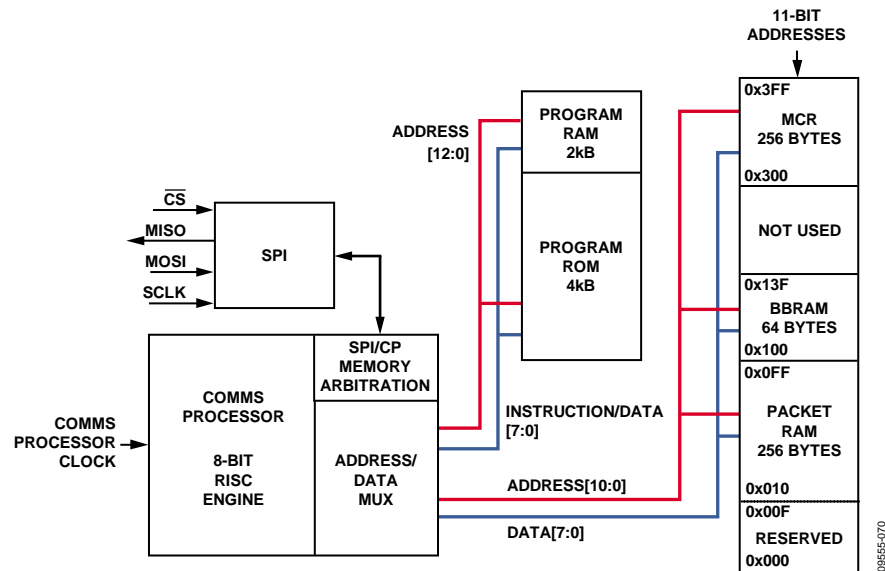 11-BIT
ADDRESSES
0x3FF
MCR
256 BYTES
0x300
NOT USED
0x13F
BBRAM
64 BYTES
0x100
0x0FF
PACKET
RAM
256 BYTES
0x010
0x00F
RESERVED
0x000
PROGRAM
RAM
2kB
PROGRAM
ROM
4kB
ADDRESS
[12:0]
CS
MISO
MOSI
SCLK
SPI
SPI/CP
MEMORY
ARBITRATION
COMMS
PROCESSOR
8-BIT
RISC
ENGINE
ADDRESS/
DATA
MUX
COMMS
PROCESSOR
CLOCK
INSTRUCTION/DATA
[7:0]
ADDRESS[10:0]
DATA[7:0]
09555-070